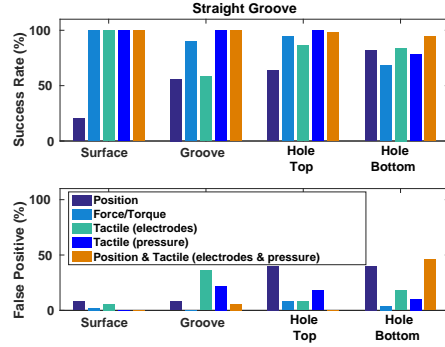 Straight Groove
Success Rate (%)
100
50
0
Surface
Groove
Hole
Top
Hole
Bottom
False Positive (%)
100
50
0
Position
Force/Torque
Tactile (electrodes)
Tactile (pressure)
Position & Tactile (electrodes & pressure)
Surface
Groove
Hole
Top
Hole
Bottom